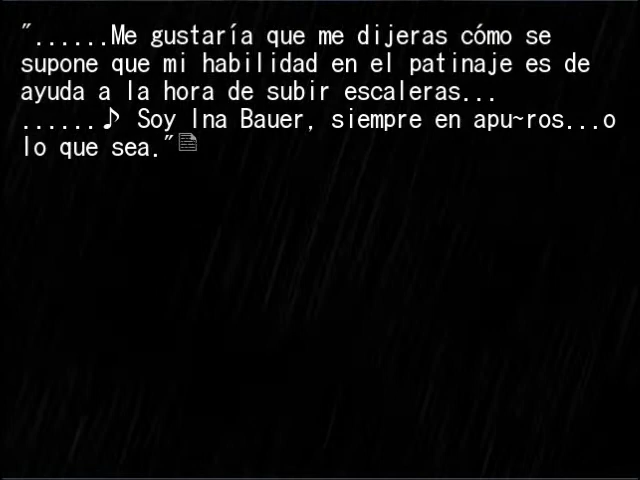 "......Me gustaría que me dijeras cómo se
supone que mi habilidad en el patinaje es de
ayuda a la hora de subir escaleras...
......♪ Soy Ina Bauer, siempre en apu~ros...o
lo que sea."